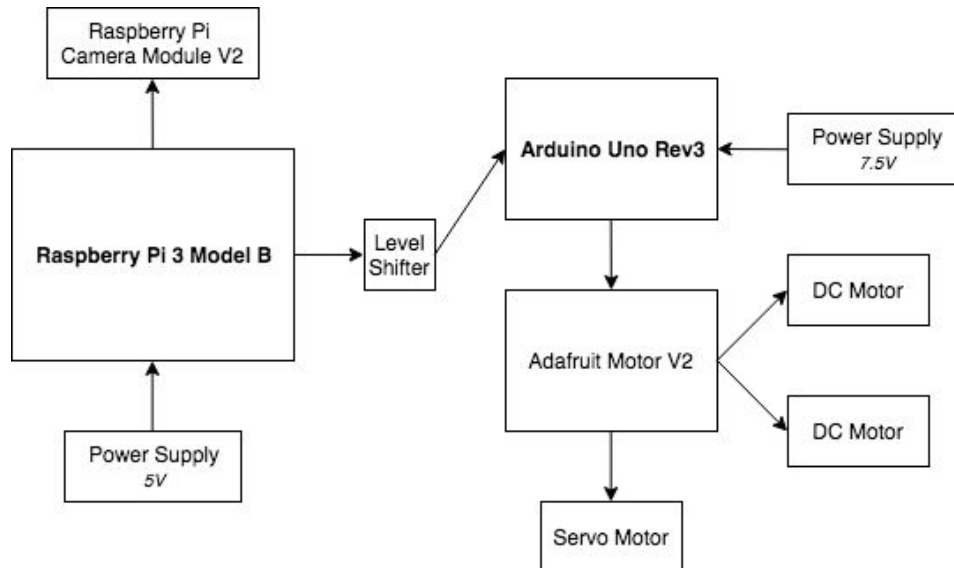 Raspberry Pi
Camera Module V2
Raspberry Pi 3 Model B
Power Supply
5V
Level
Shifter
Arduino Uno Rev3
Power Supply
7.5V
Adafruit Motor V2
DC Motor
DC Motor
Servo Motor